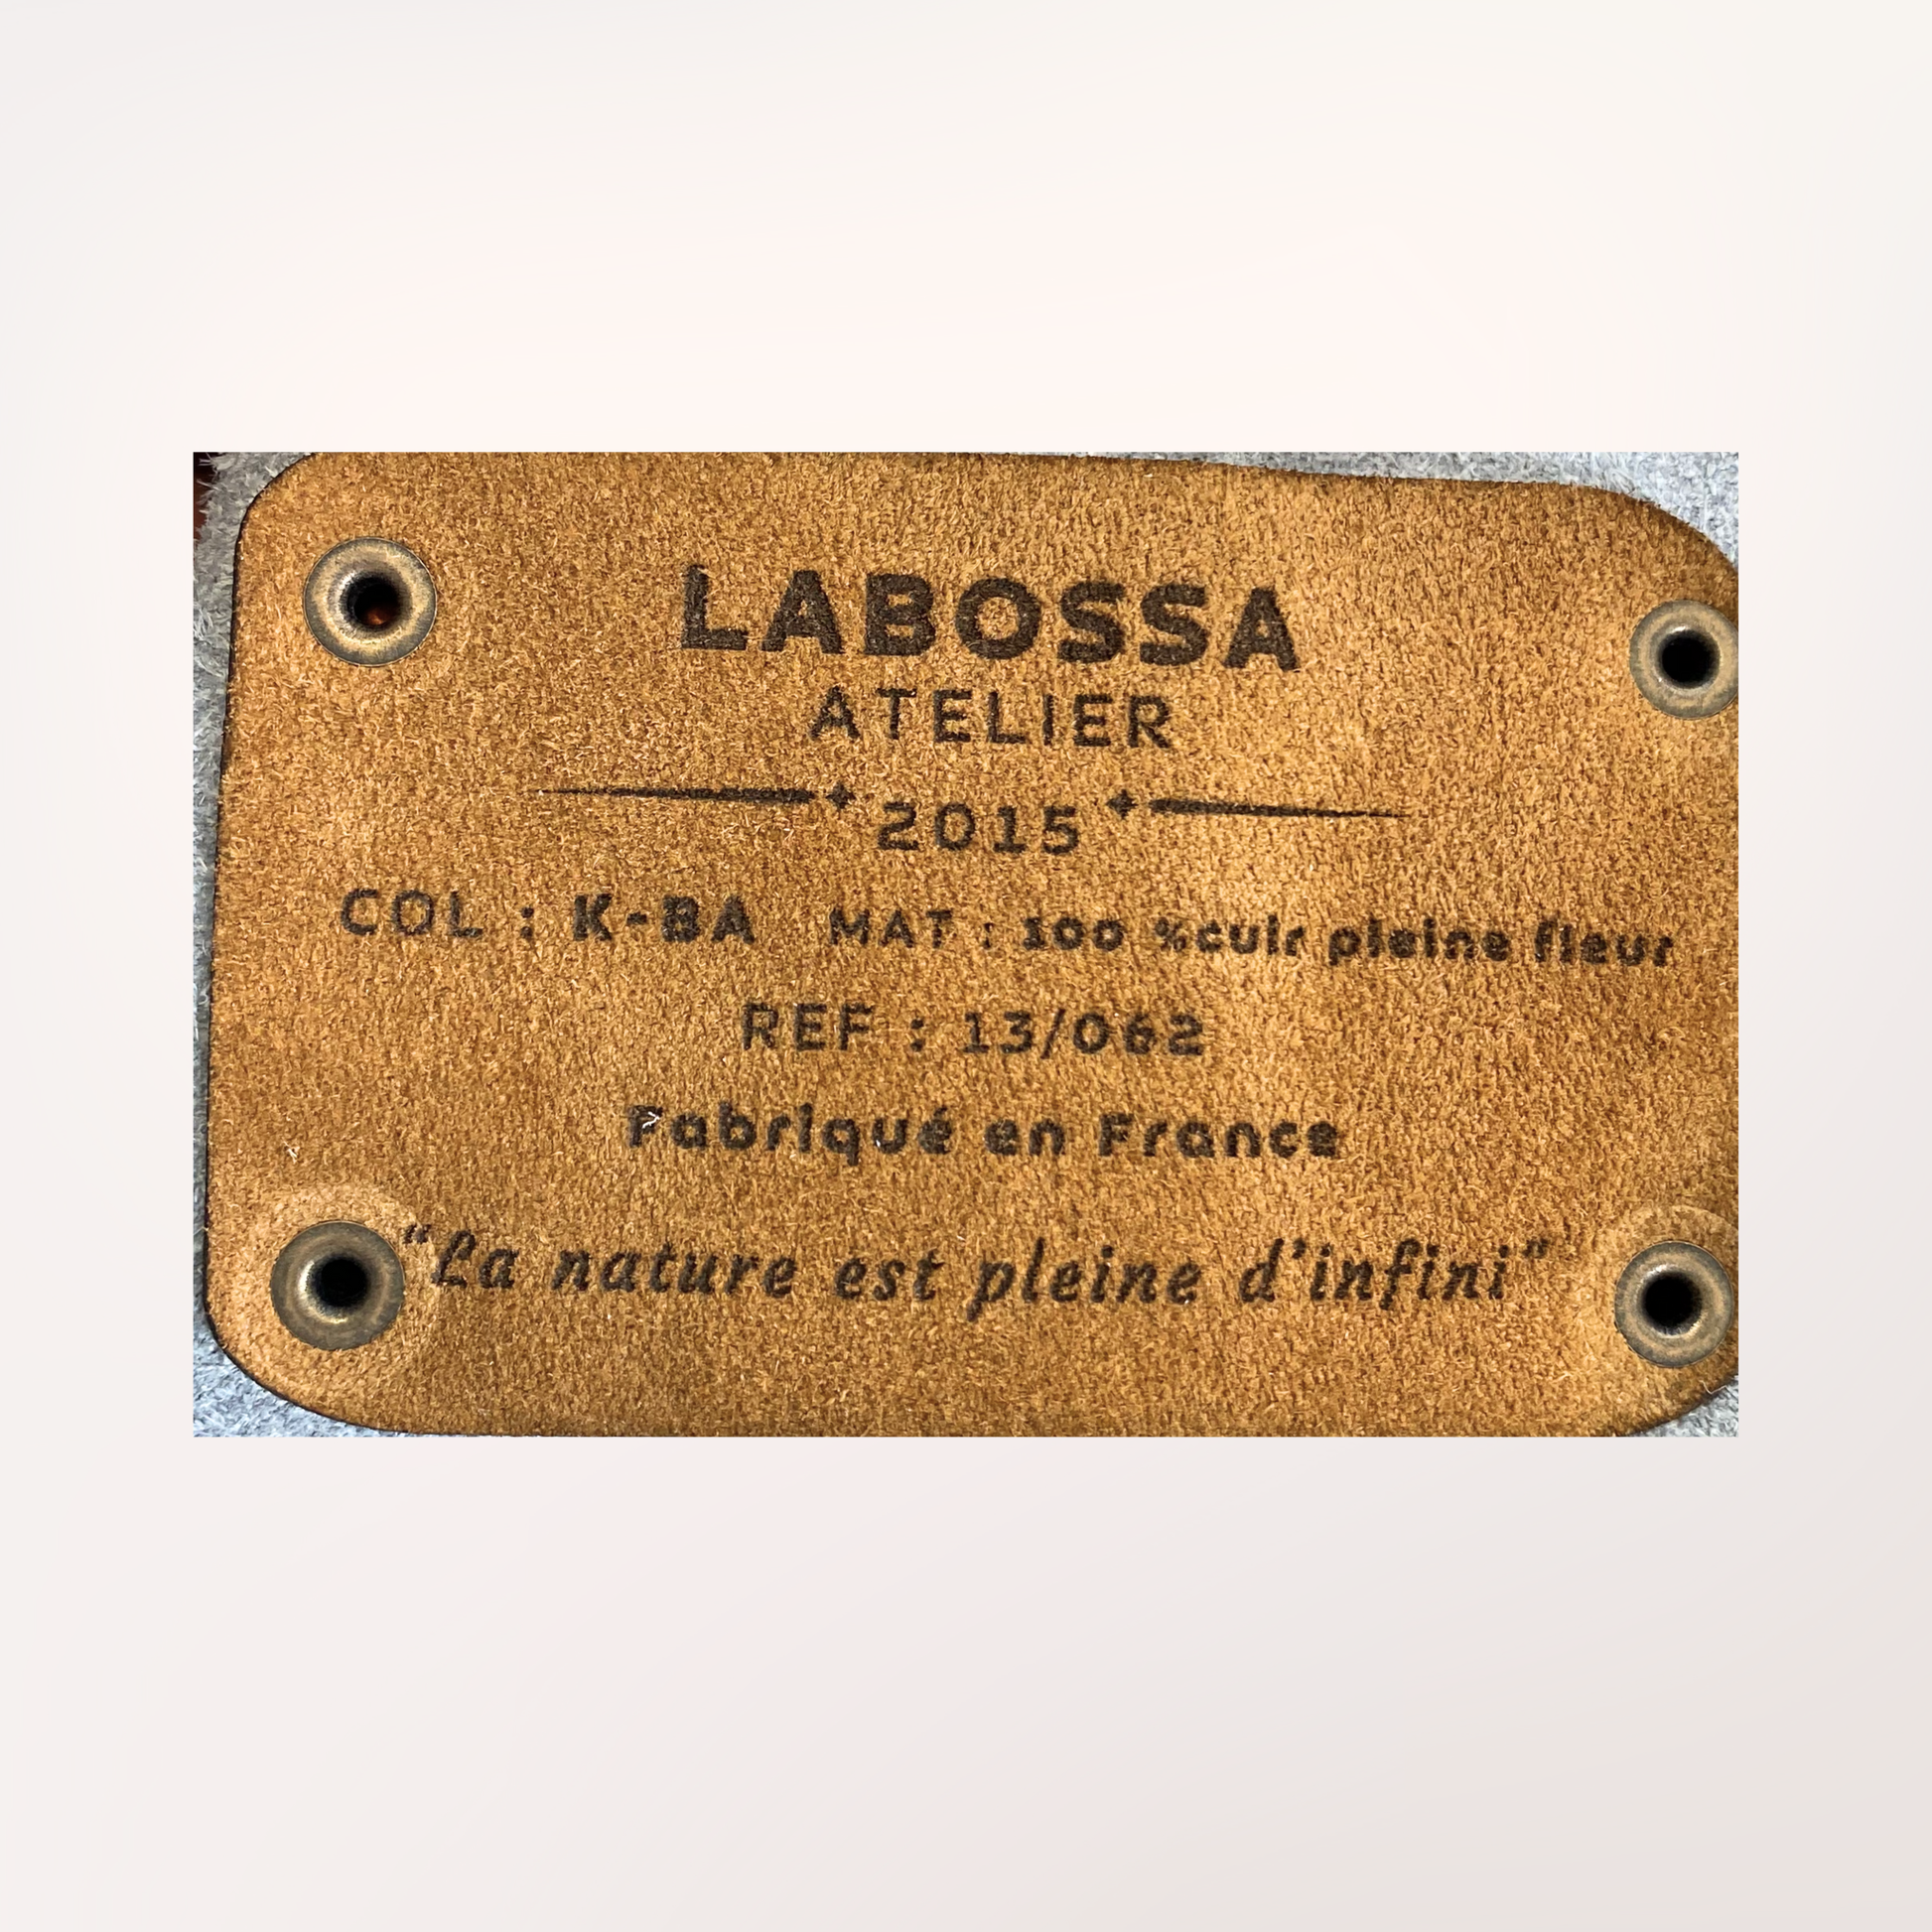 LABOSSA
ATELIER
2015
COL : K-BA MAT : 100 %cuir pleine fleur
REF : 13/062
Fabriqué en France
"La nature est pleine d'infini"